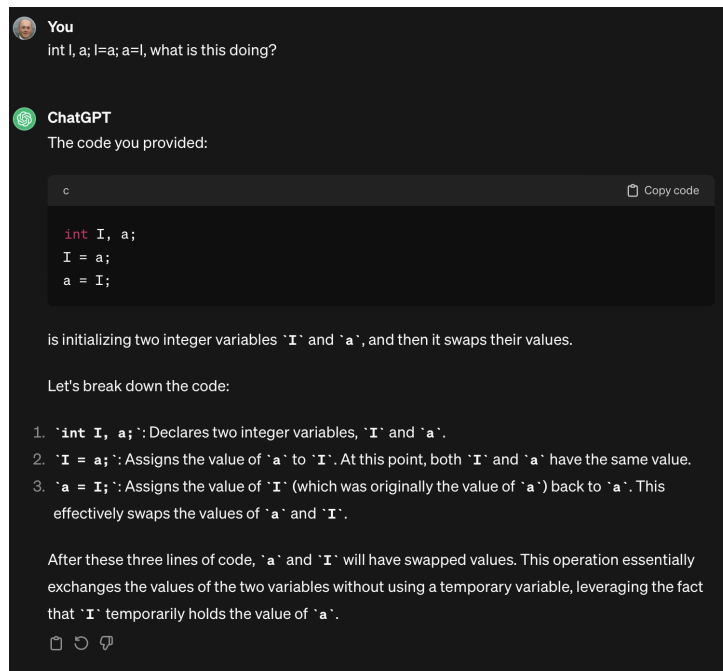 You
int I, a; I=a; a=I, what is this doing?
ChatGPT
The code you provided:
c
Copy code
int I, a;
I = a;
a = I;
is initializing two integer variables `I` and `a`, and then it swaps their values.
Let's break down the code:
1. `int I, a;`: Declares two integer variables, `I` and `a`.
2. `I = a;`: Assigns the value of `a` to `I`. At this point, both `I` and `a` have the same value.
3. `a = I;`: Assigns the value of `I` (which was originally the value of `a`) back to `a`. This
effectively swaps the values of `a` and `I`.
After these three lines of code, `a` and `I` will have swapped values. This operation essentially
exchanges the values of the two variables without using a temporary variable, leveraging the fact
that `I` temporarily holds the value of `a`.